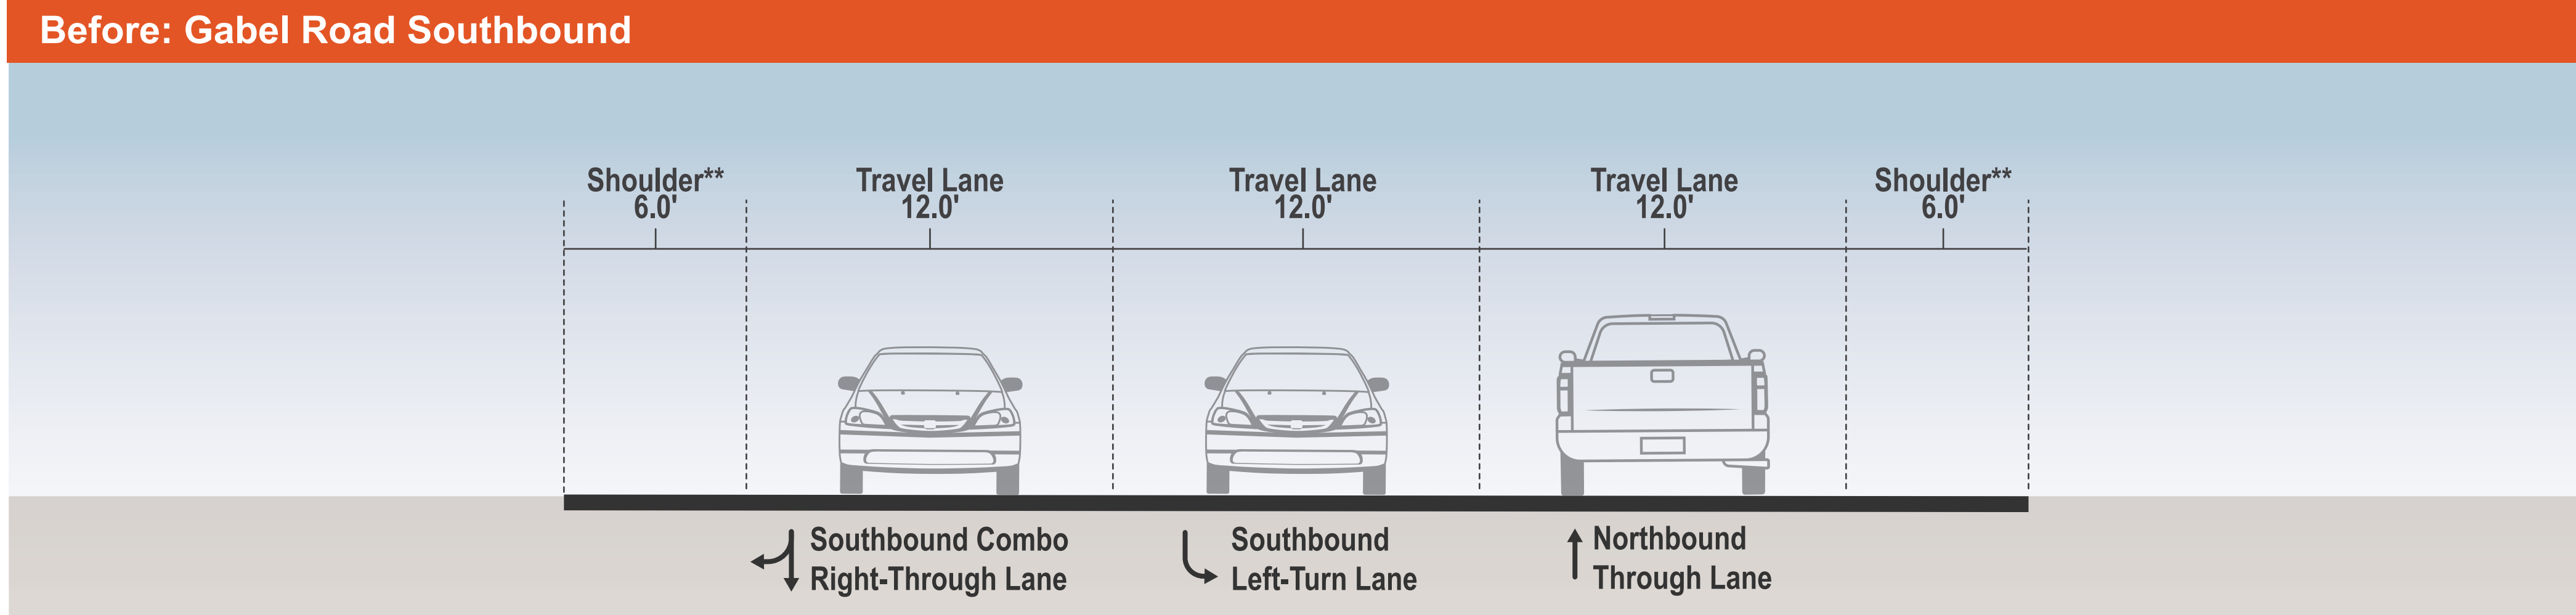 Before: Gabel Road Southbound
Shoulder**
6.0'
Travel Lane
12.0'
Travel Lane
12.0'
Travel Lane
12.0'
Shoulder**
6.0'
Southbound Combo
Right-Through Lane
Southbound
Left-Turn Lane
Northbound
Through Lane